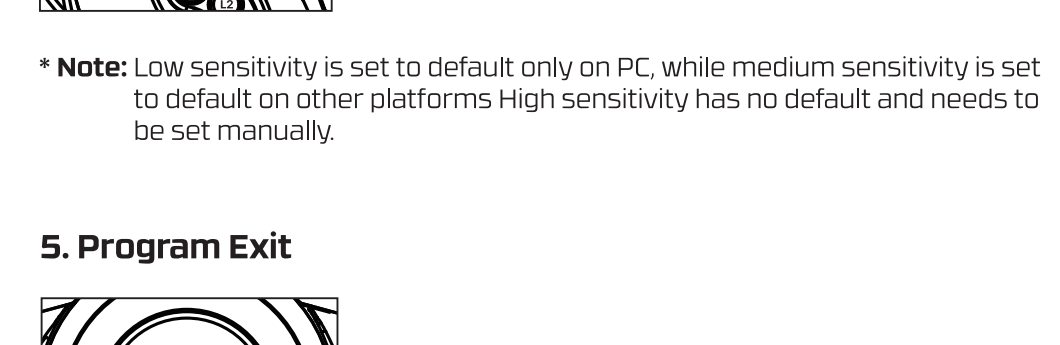 L2
* Note: Low sensitivity is set to default only on PC, while medium sensitivity is set
to default on other platforms High sensitivity has no default and needs to
be set manually.
5. Program Exit